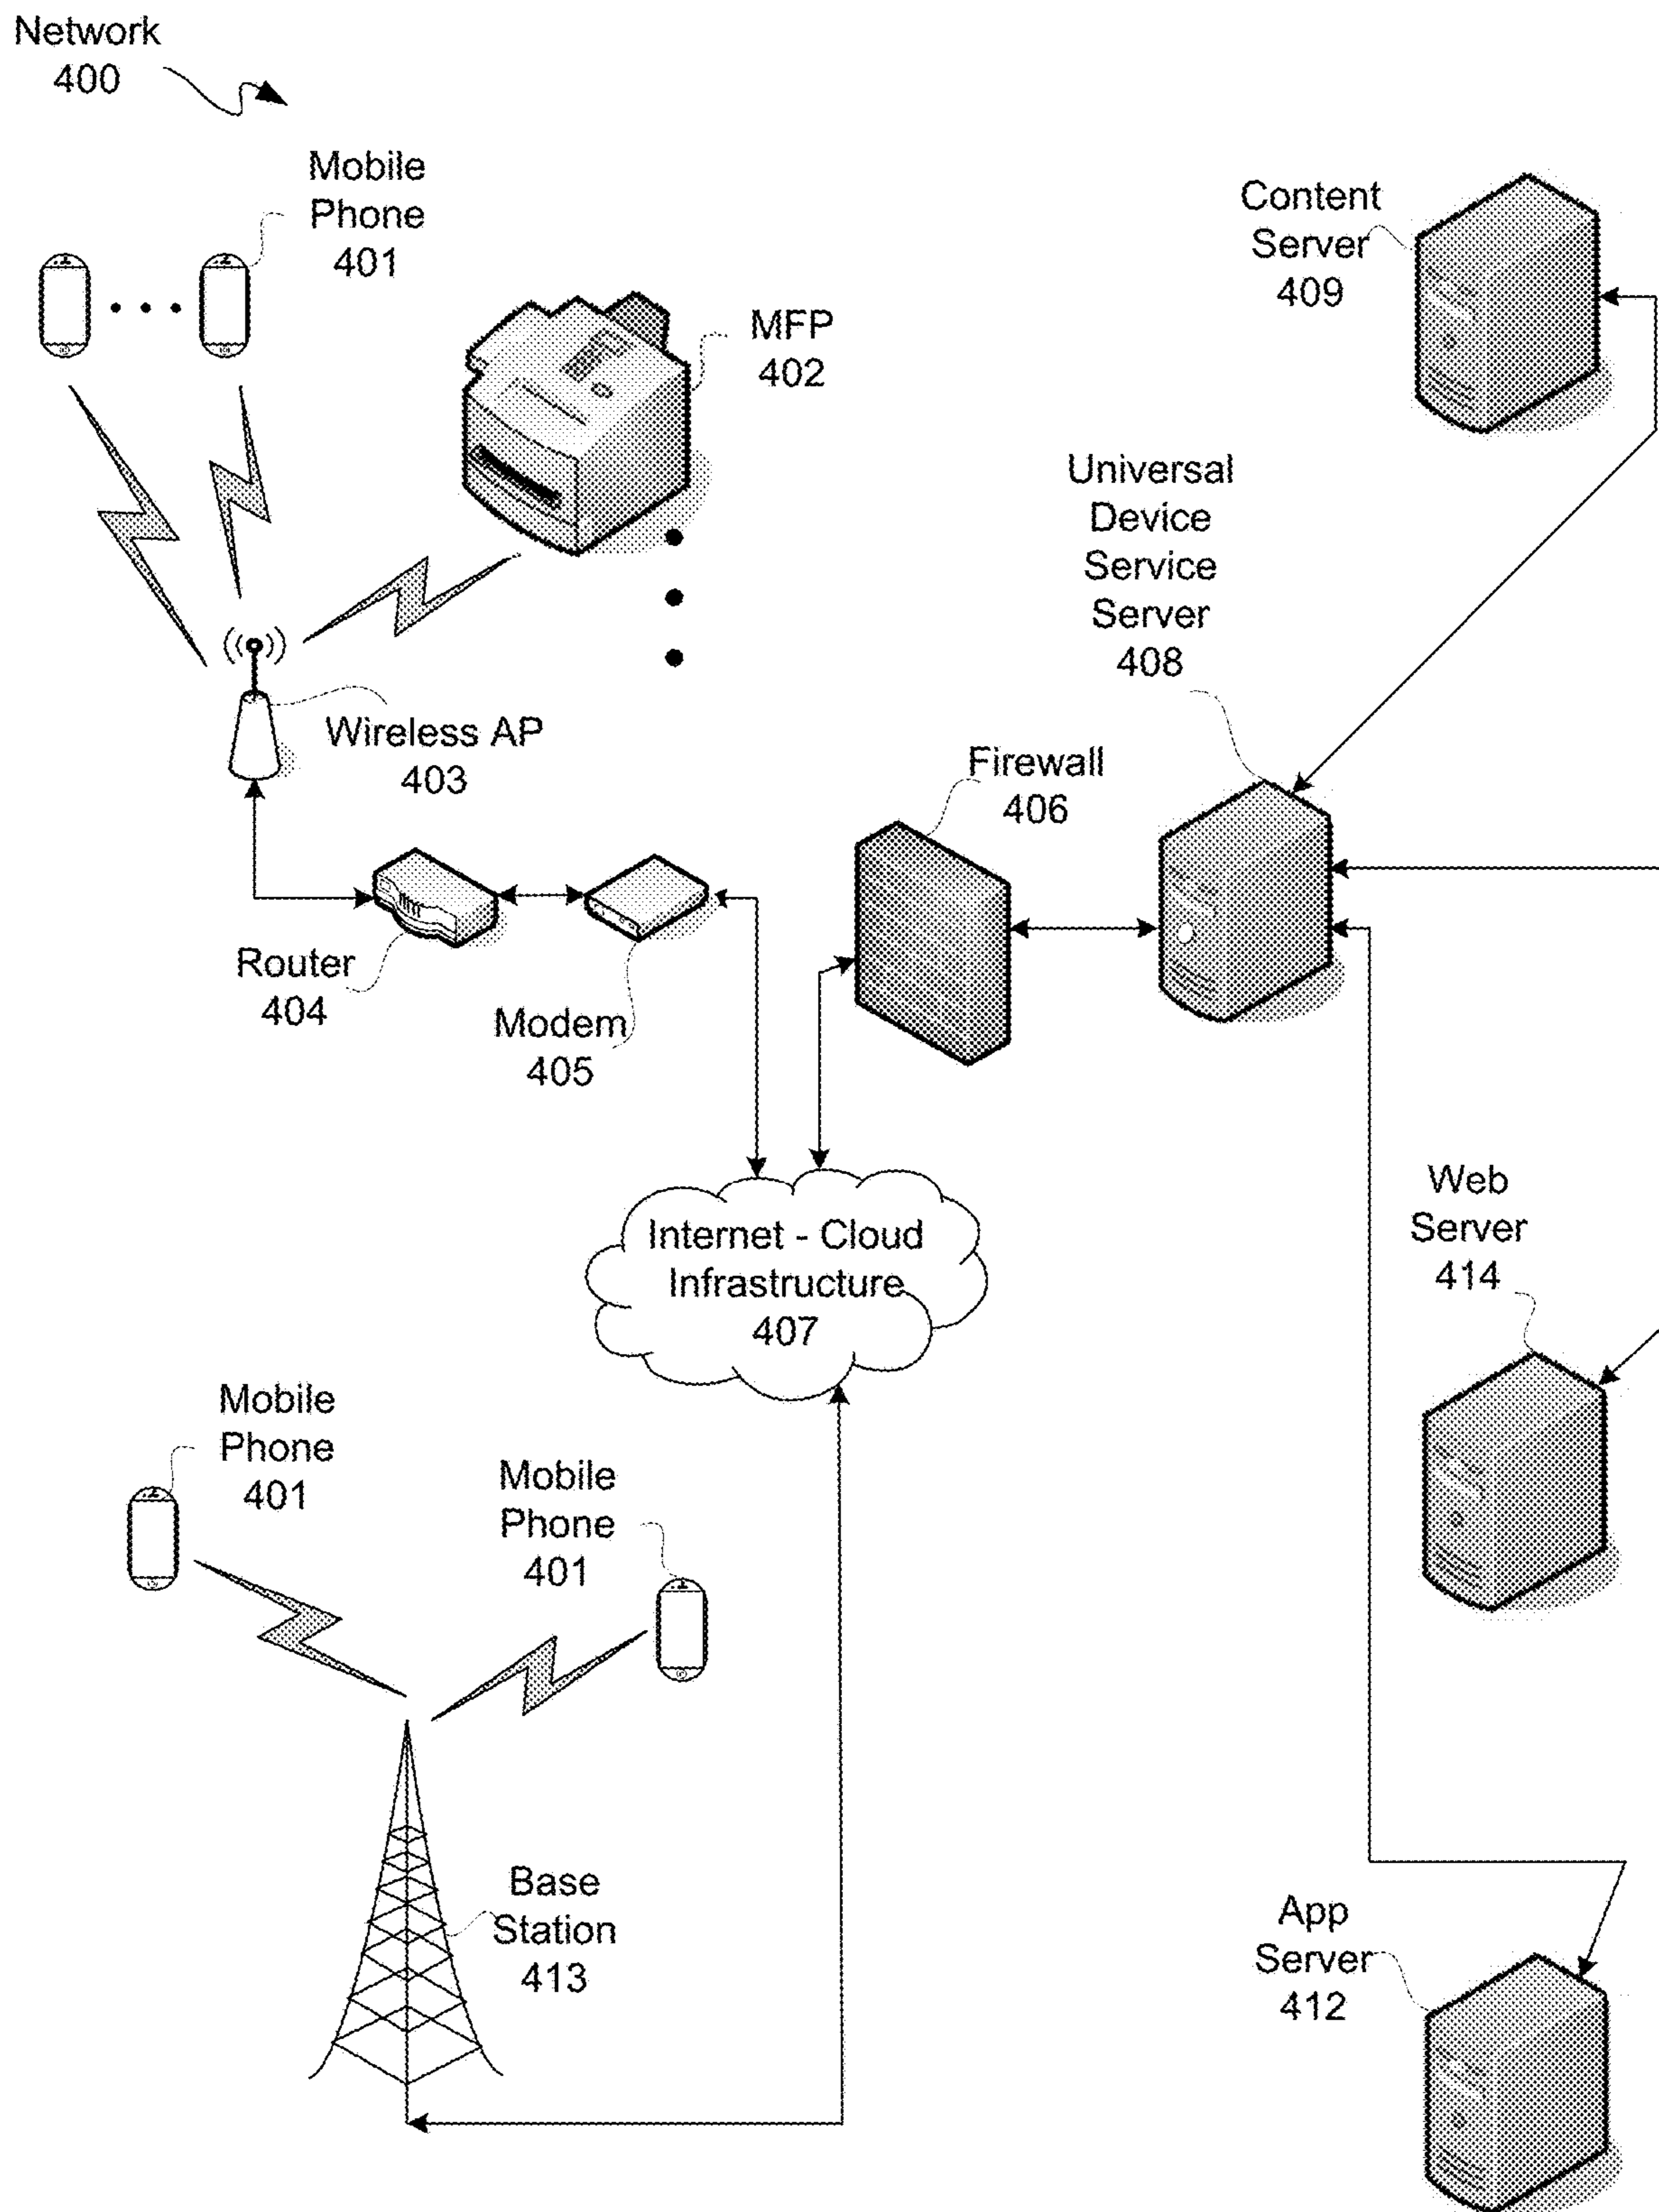 Network
400
Mobile
Phone
401
MFP
402
Content
Server
409
Universal
Device
Service
Server
408
Wireless AP
403
Firewall
406
Router
404
Modem
405
Internet - Cloud
Infrastructure
407
Web
Server
414
Mobile
Phone
401
Mobile
Phone
401
Base
Station
413
App
Server
412